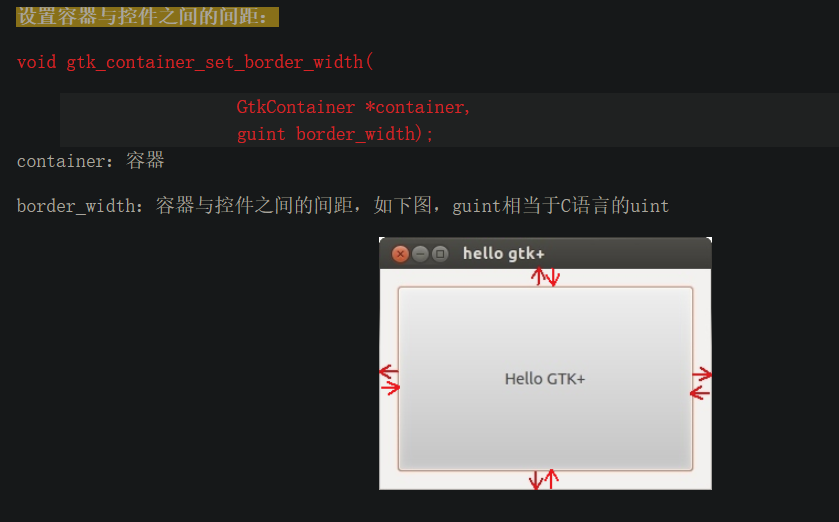 设置容器与控件之间的间距：
void gtk_container_set_border_width(
GtkContainer *container,
guint border_width);
container：容器
border_width：容器与控件之间的间距，如下图，guint相当于C语言的uint
hello gtk+
Hello GTK+